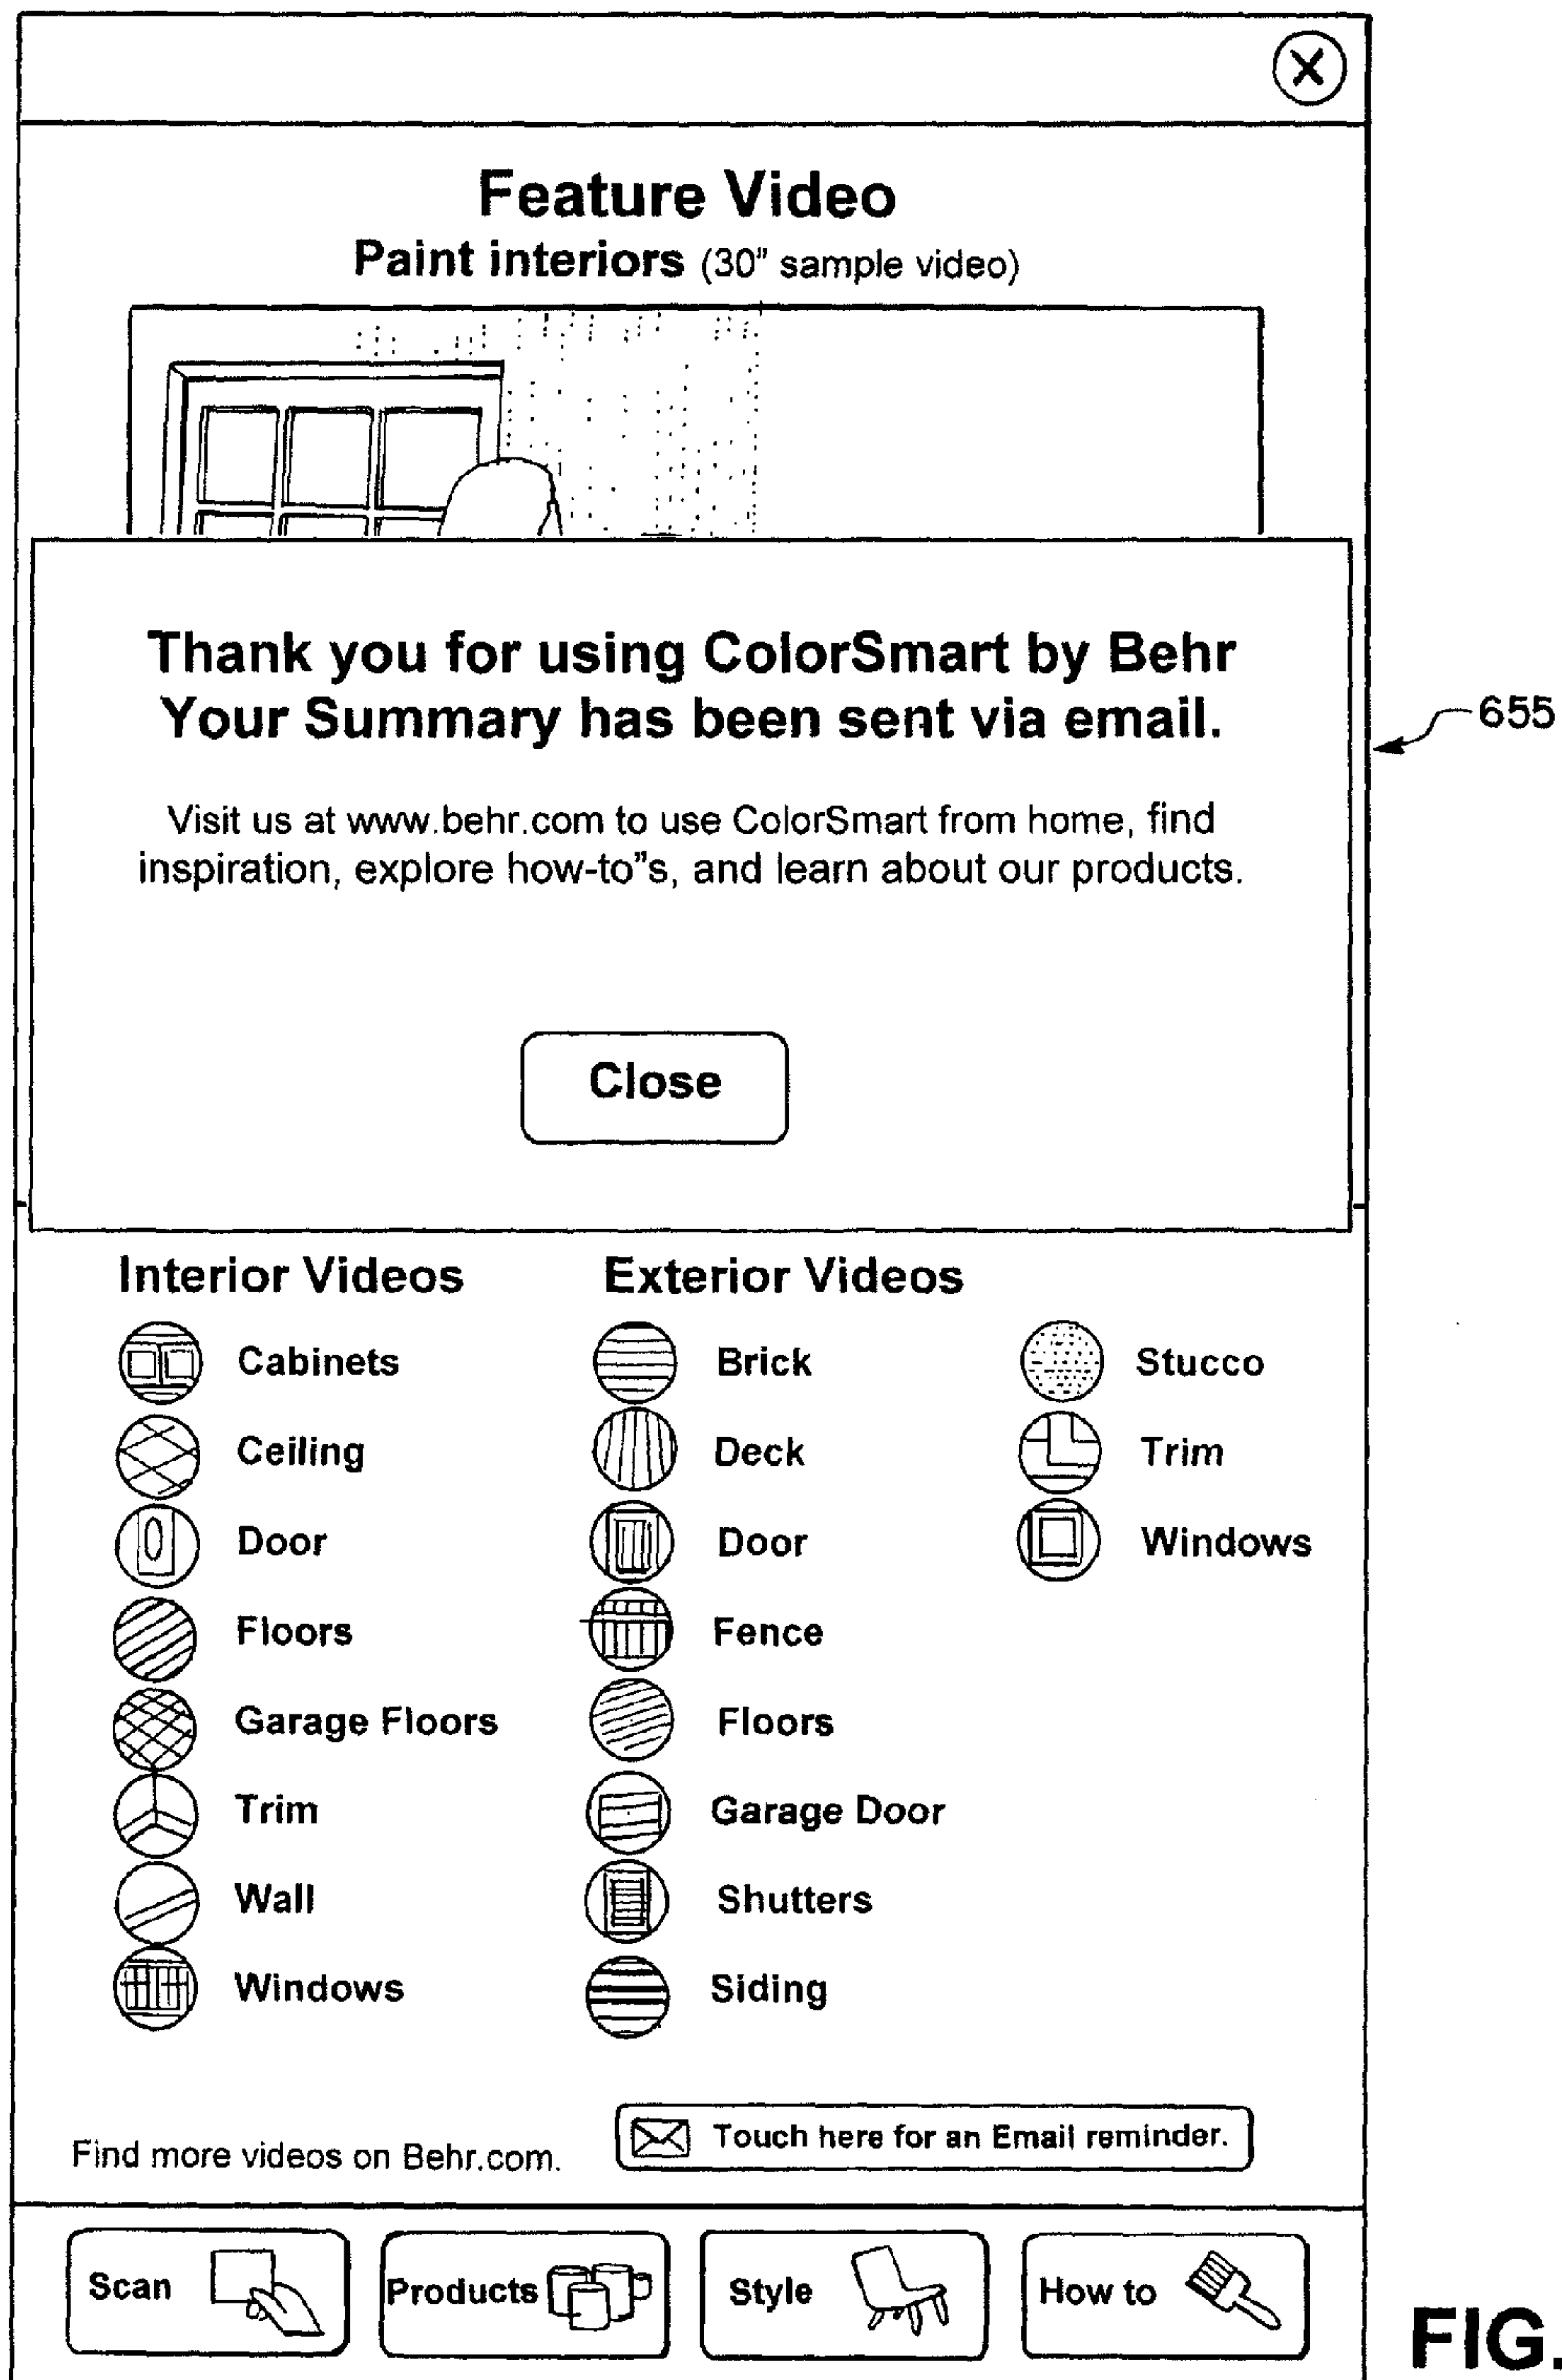 X
Feature Video
Paint interiors (30" sample video)
Thank you for using ColorSmart by Behr
Your Summary has been sent via email.
Visit us at www.behr.com to use ColorSmart from home, find
inspiration, explore how-to"s, and learn about our products.
Close
655
Interior Videos
Cabinets
Ceiling
Door
Floors
Garage Floors
Trim
Wall
Windows
Exterior Videos
Brick
Deck
Door
Fence
Floors
Garage Door
Shutters
Siding
Stucco
Trim
Windows
Find more videos on Behr.com.
Touch here for an Email reminder.
Scan
Products
Style
How to
FIG.